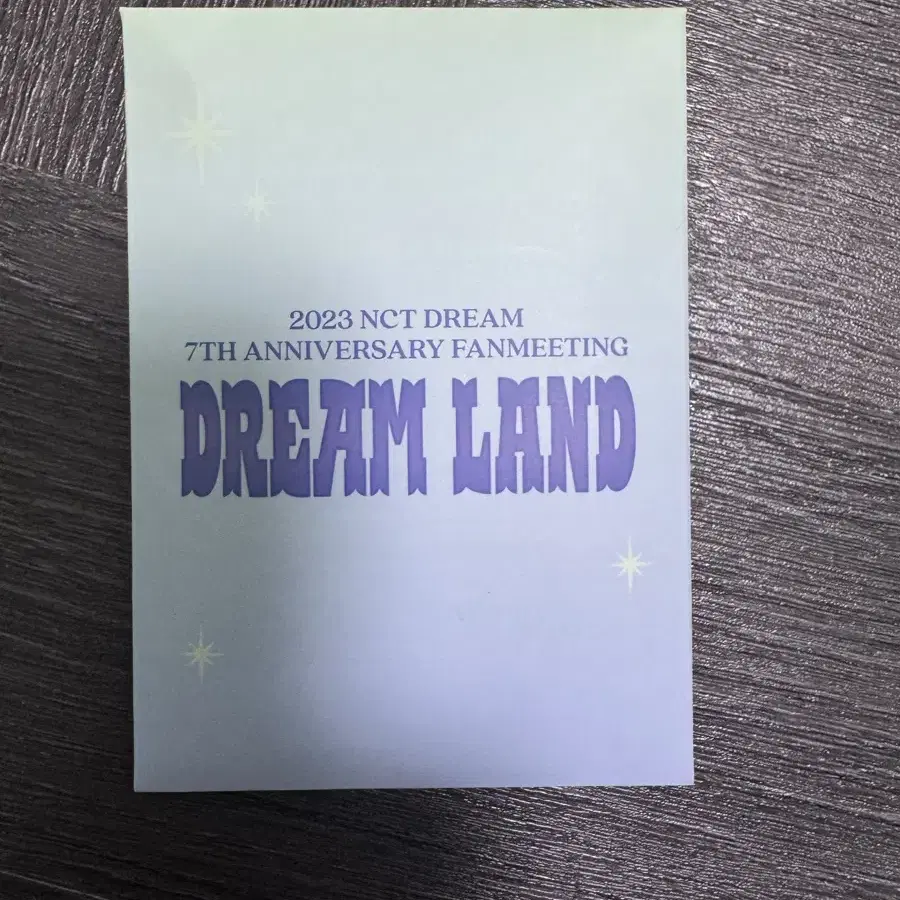 2023 NCT DREAM
7TH ANNIVERSARY FANMEETING
DREAM LAND